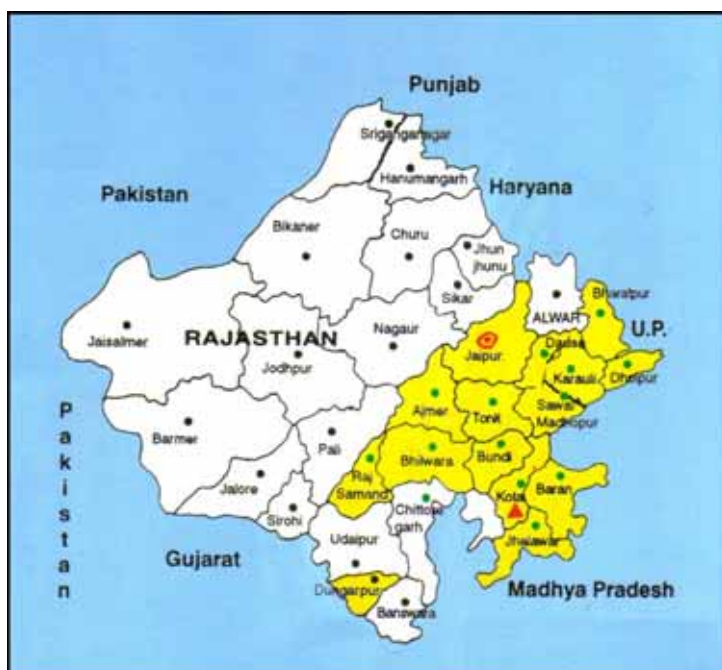 Punjab
Sriganganagar
Hanumangarh
Pakistan
Haryana
Bikaner
Churu
Jhun
jhunu
Sikar
Bharatpur
ALWAR
U.P.
Jaisalmer
RAJASTHAN
Nagaur
Jaipur
Dausa
Jodhpur
Karauli
Dholpur
Pakistan
Ajmer
Tonk
Sawai
Madhopur
Barmer
Pali
Bhilwara
Bundi
Raj
Samand
Kota
Baran
Jalore
Chittor
garh
Sirohi
Udaipur
Jhalawar
Gujarat
Dungarpur
Madhya Pradesh
Banswara